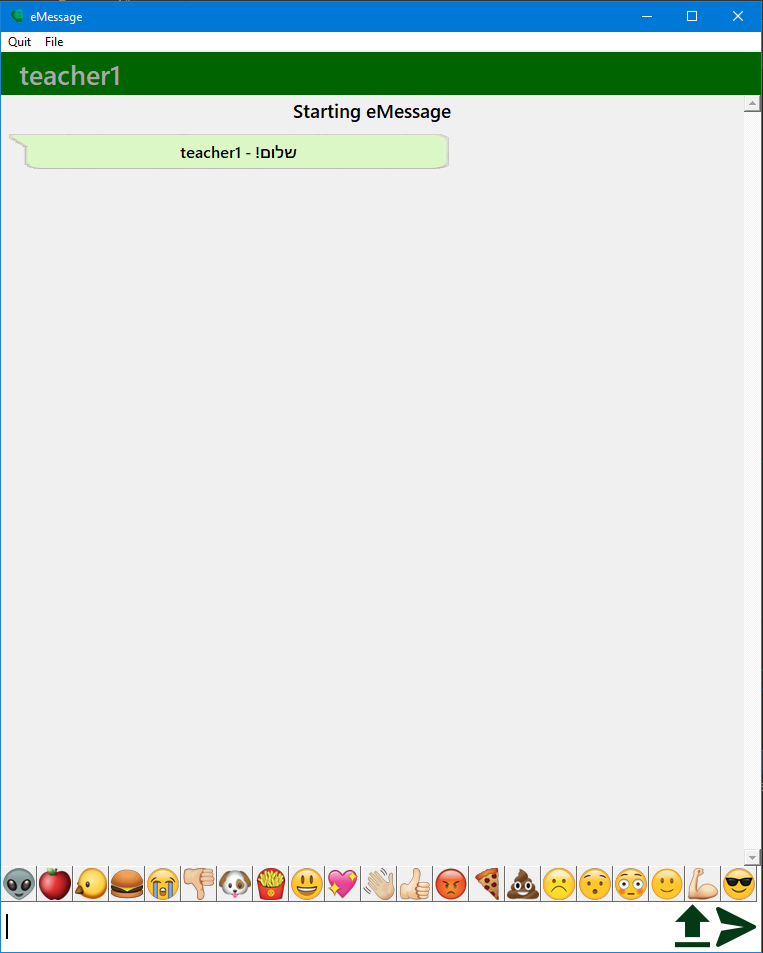 eMessage
Quit File
teacher1
Starting eMessage
teacher1 - !שלום